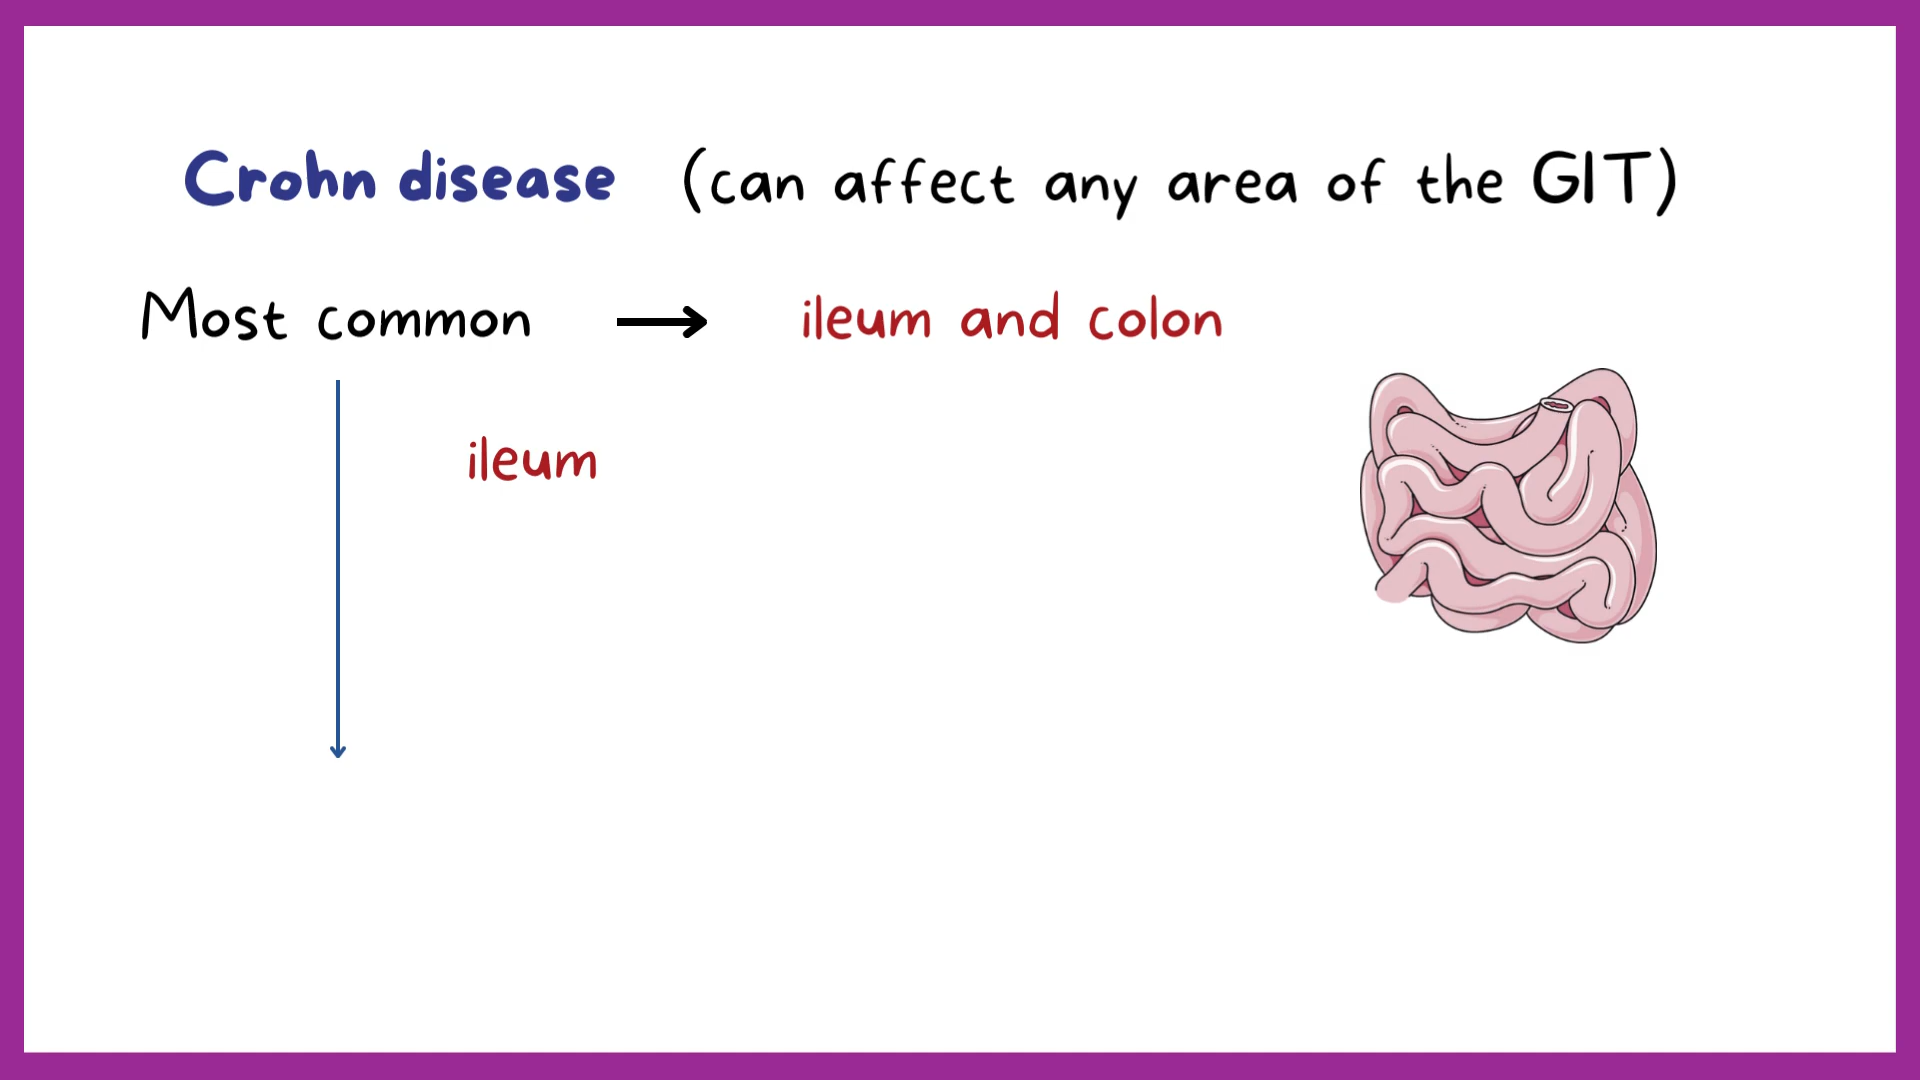 Crohn disease (can affect any area of the GIT)
Most common → ileum and colon
ileum